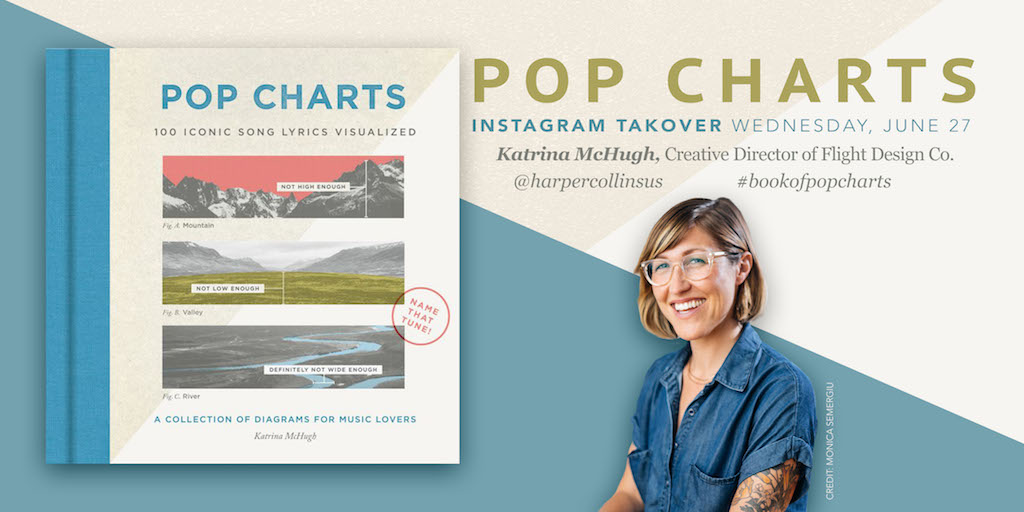 POP CHARTS
100 ICONIC SONG LYRICS VISUALIZED
NOT HIGH ENOUGH
Fig. A. Mountain
NOT LOW ENOUGH
Fig. B. Valley
NAME
THAT
TUNE!
DEFINITELY NOT WIDE ENOUGH
Fig. C. River
A COLLECTION OF DIAGRAMS FOR MUSIC LOVERS
Katrina McHugh
POP CHARTS
INSTAGRAM TAKOVER WEDNESDAY, JUNE 27
Katrina McHugh, Creative Director of Flight Design Co.
@harpercollinsus #bookofpopcharts
CREDIT: MONICA SEMERGIU